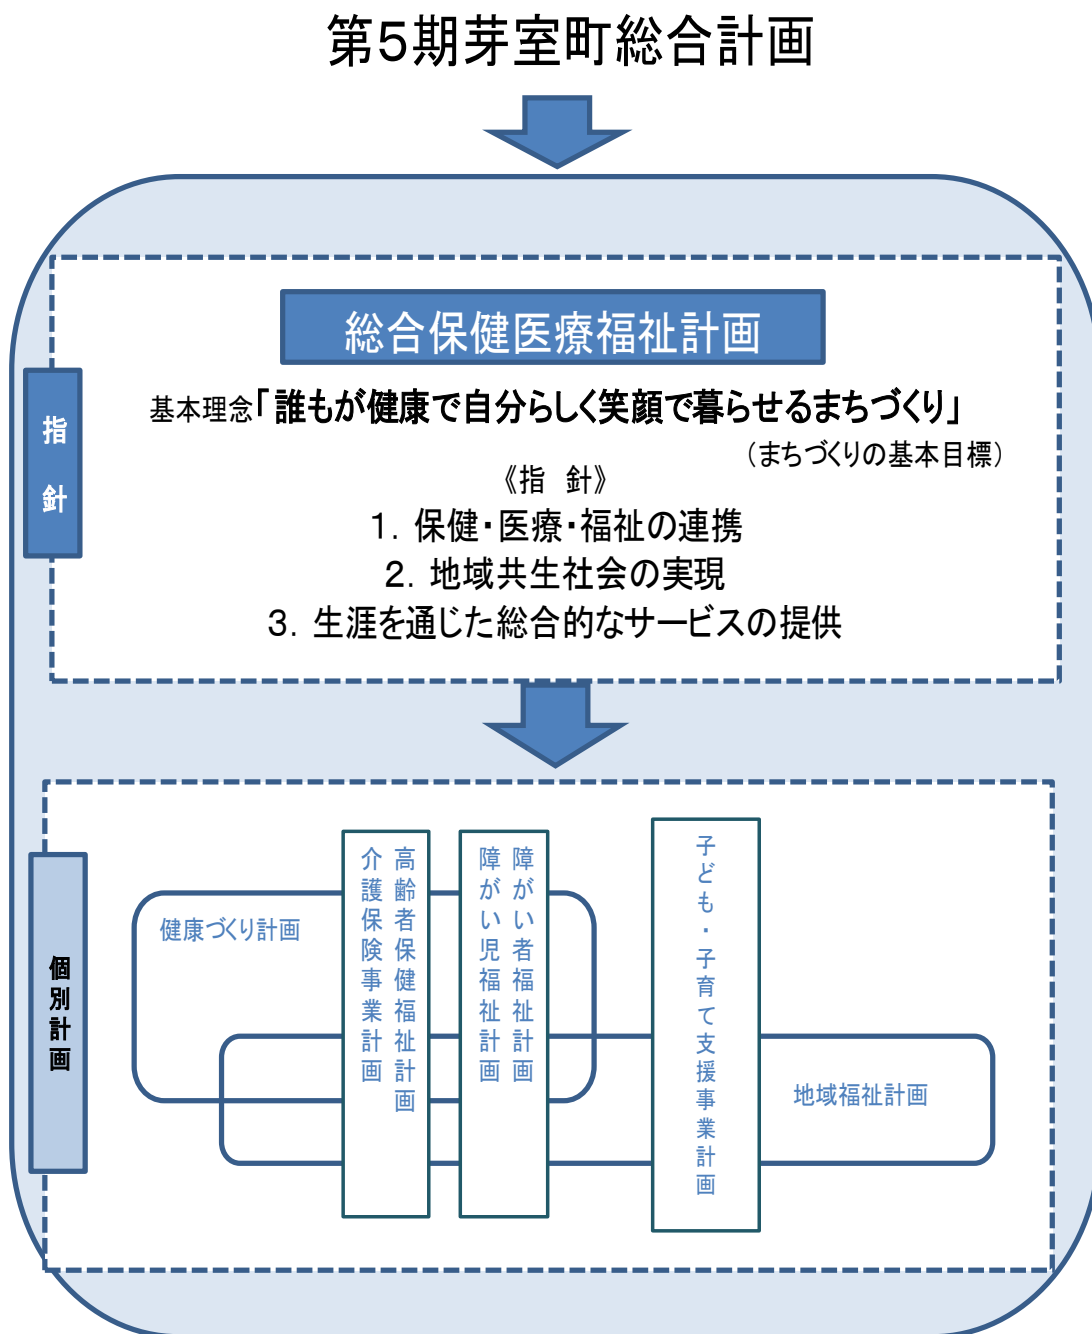 第5期芽室町総合計画
総合保健医療福祉計画
基本理念「誰もが健康で自分らしく笑顔で暮らせるまちづくり」
（まちづくりの基本目標）
指針
《指　針》
1．保健・医療・福祉の連携
2．地域共生社会の実現
3．生涯を通じた総合的なサービスの提供
個別計画
健康づくり計画
高齢者保健福祉計画
介護保険事業計画
障がい者福祉計画
障がい児福祉計画
子ども・子育て支援事業計画
地域福祉計画